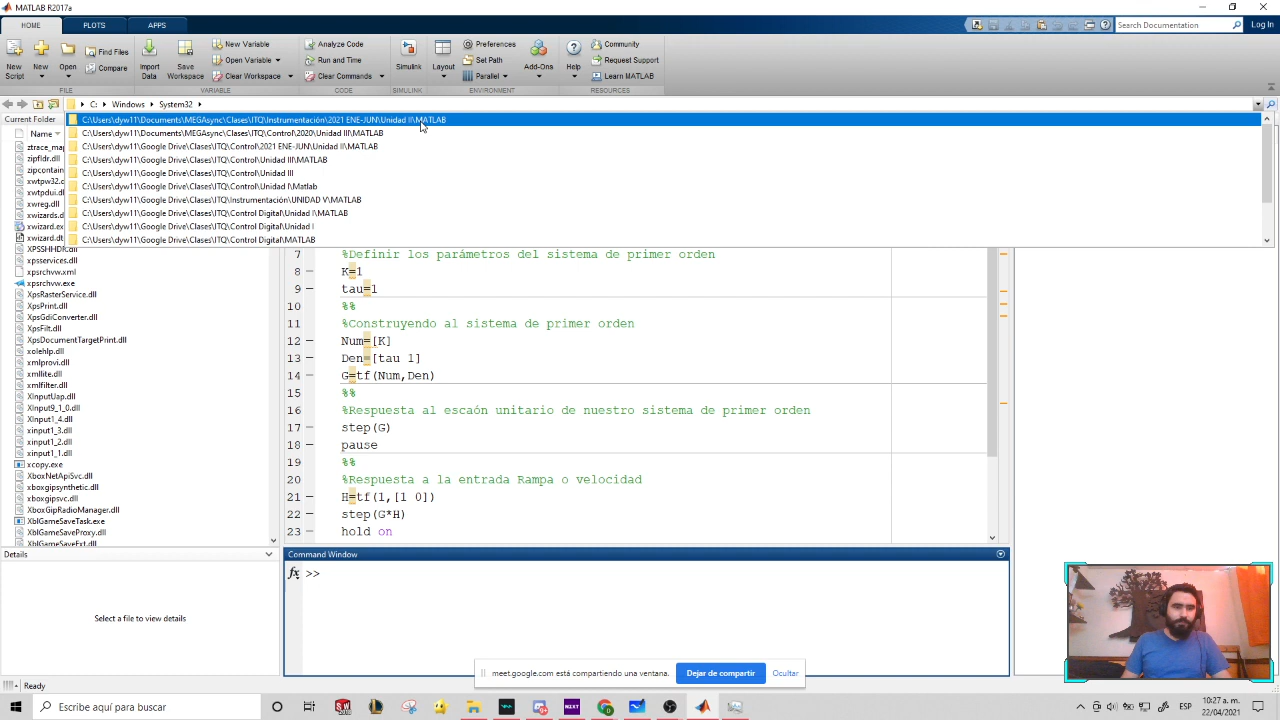 MATLAB R2017a
HOME PLOTS APPS
Search Documentation
Log In
New Script
New
Open
Find Files
Compare
Import Data
Save Workspace
New Variable
Open Variable
Clear Workspace
Analyze Code
Run and Time
Clear Commands
Simulink
Layout
Preferences
Set Path
Parallel
Add-Ons
Help
Community
Request Support
Learn MATLAB
FILE VARIABLE CODE SIMULINK ENVIRONMENT RESOURCES
C: Windows System32
Current Folder
Name
C:\Users\dyw11\Documents\MEGAsync\Clases\ITQ\Instrumentación\2021 ENE-JUN\Unidad II\MATLAB
C:\Users\dyw11\Documents\MEGAsync\Clases\ITQ\Control\2020\Unidad III\MATLAB
C:\Users\dyw11\Google Drive\Clases\ITQ\Control\2021 ENE-JUN\Unidad II\MATLAB
C:\Users\dyw11\Google Drive\Clases\ITQ\Control\Unidad III\MATLAB
C:\Users\dyw11\Google Drive\Clases\ITQ\Control\Unidad III
C:\Users\dyw11\Google Drive\Clases\ITQ\Control\Unidad I\Matlab
C:\Users\dyw11\Google Drive\Clases\ITQ\Instrumentación\UNIDAD V\MATLAB
C:\Users\dyw11\Google Drive\Clases\ITQ\Control Digital\Unidad I\MATLAB
C:\Users\dyw11\Google Drive\Clases\ITQ\Control Digital\Unidad I
C:\Users\dyw11\Google Drive\Clases\ITQ\Control Digital\MATLAB
ztrace_ma
zipfldr.dll
zipcontain
xwtpw32.c
xwtpdui.dl
xwreg.dll
xwizards.d
xwizard.ex
xwizard.dt
XPSSHHDR.dll
xpsservices.dll
xpsrchvw.xml
xpsrchvw.exe
XpsRasterService.dll
XpsPrint.dll
XpsGdiConverter.dll
XpsFilt.dll
XpsDocumentTargetPrint.dll
xolehlp.dll
xmlprovi.dll
xmllite.dll
xmlfilter.dll
XInputUap.dll
XInput9_1_0.dll
XInput1_4.dll
xinput1_3.dll
xinput1_2.dll
xinput1_1.dll
xcopy.exe
XboxNetApiSvc.dll
xboxgipsynthetic.dll
xboxgipsvc.dll
XboxGipRadioManager.dll
XblGameSaveTask.exe
XblGameSaveProxy.dll
XblGameSaveExt.dll
7 %Definir los parámetros del sistema de primer orden
8 K=1
9 tau=1
10 %%
11 %Construyendo al sistema de primer orden
12 Num=[K]
13 Den=[tau 1]
14 G=tf(Num,Den)
15 %%
16 %Respuesta al escaón unitario de nuestro sistema de primer orden
17 step(G)
18 pause
19 %%
20 %Respuesta a la entrada Rampa o velocidad
21 H=tf(1,[1 0])
22 step(G*H)
23 hold on
Details
Select a file to view details
Command Window
fx >>
meet.google.com está compartiendo una ventana. Dejar de compartir Ocultar
Ready
Escribe aquí para buscar
ESP
10:27 a. m.
22/04/2021